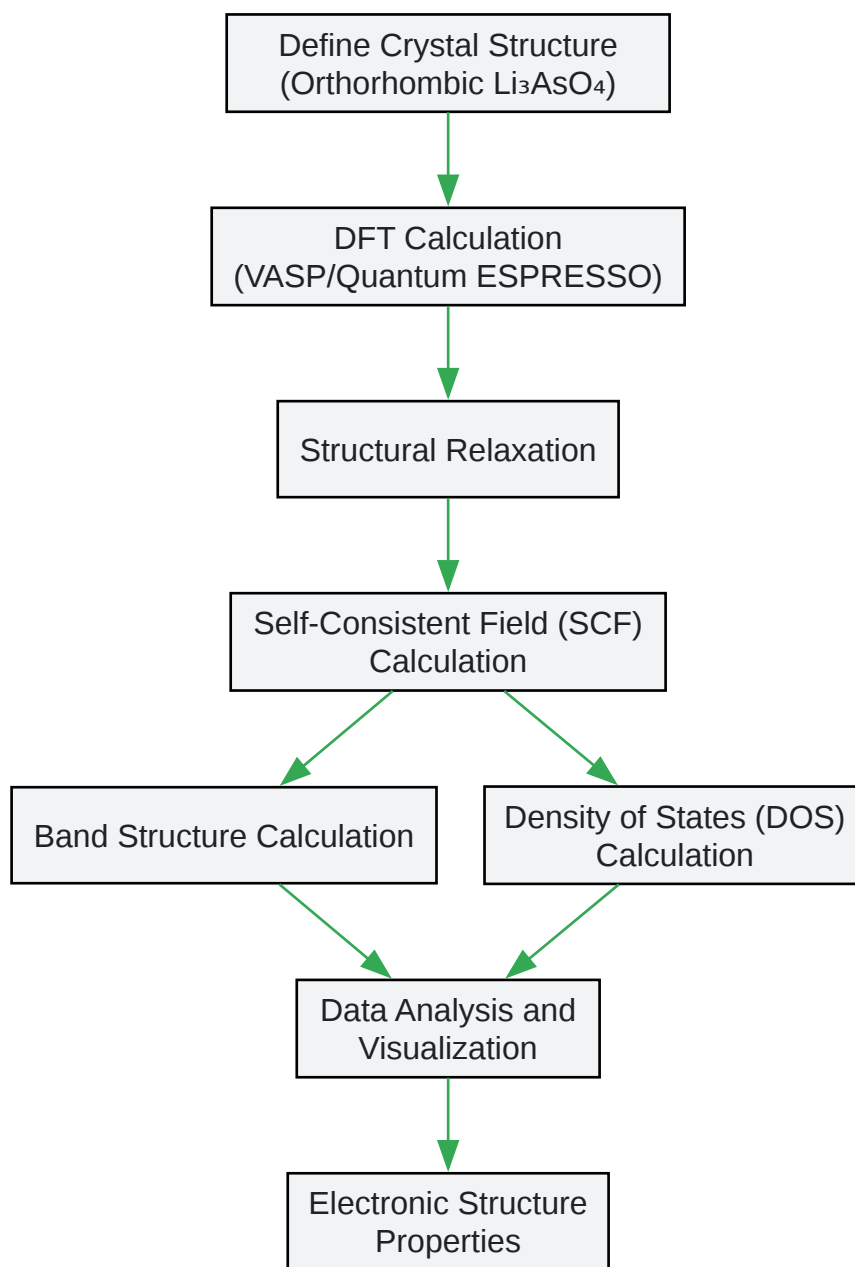 Define Crystal Structure
(Orthorhombic Li₃AsO₄)
DFT Calculation
(VASP/Quantum ESPRESSO)
Structural Relaxation
Self-Consistent Field (SCF)
Calculation
Band Structure Calculation
Density of States (DOS)
Calculation
Data Analysis and
Visualization
Electronic Structure
Properties